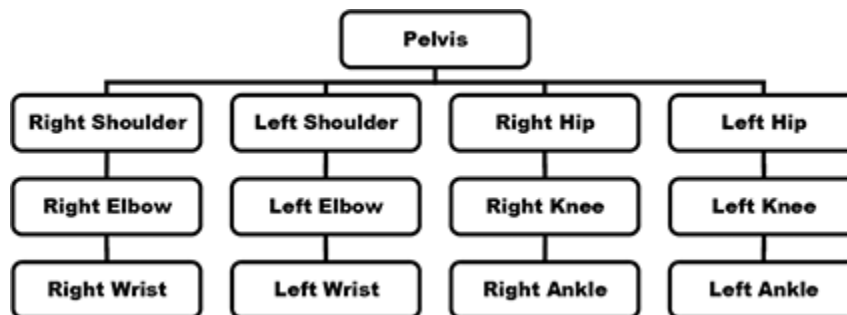 Pelvis
Right Shoulder
Left Shoulder
Right Hip
Left Hip
Right Elbow
Left Elbow
Right Knee
Left Knee
Right Wrist
Left Wrist
Right Ankle
Left Ankle